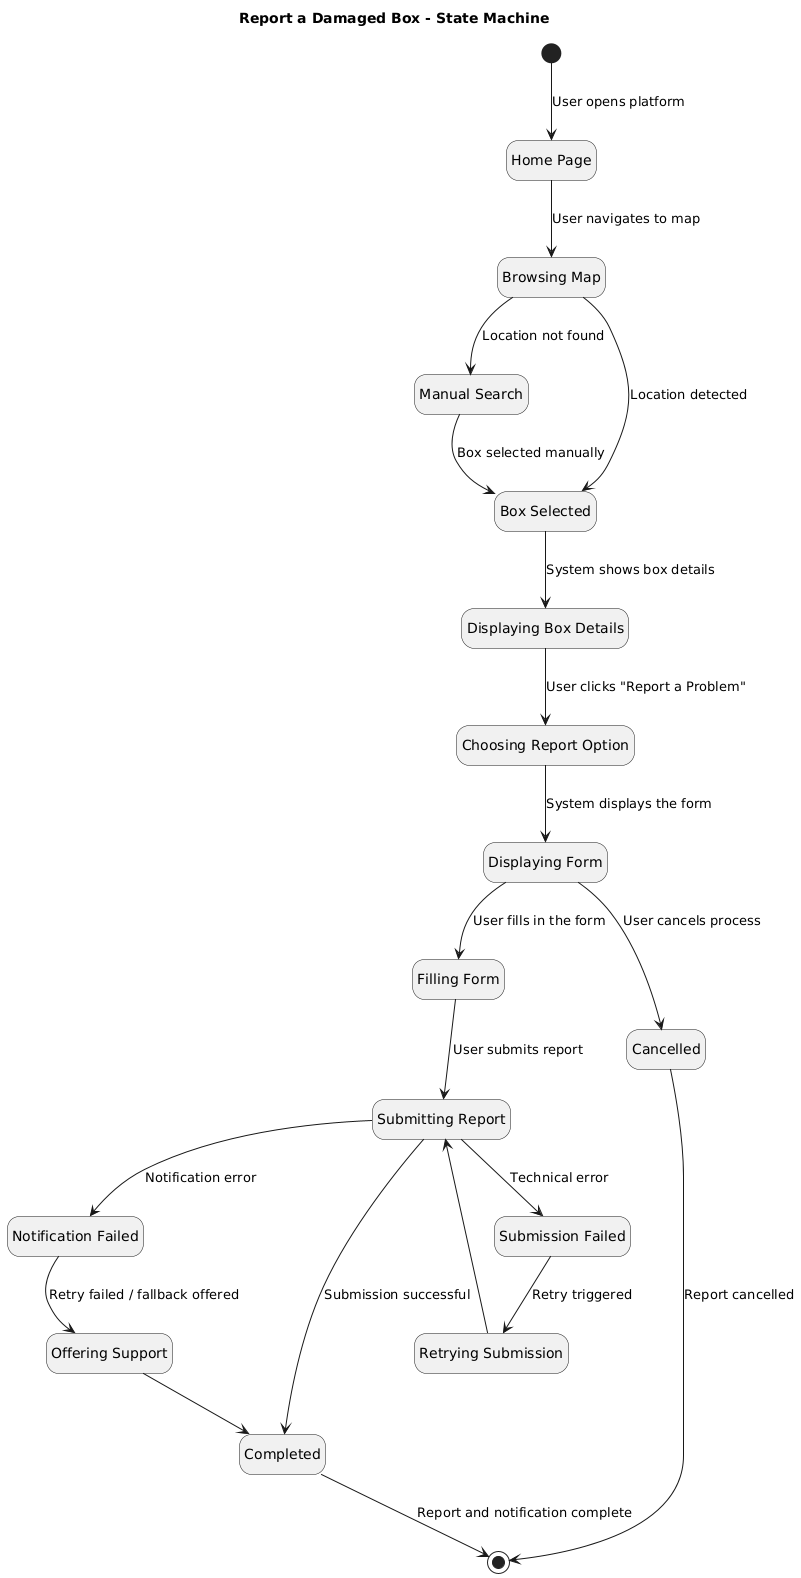 Report a Damaged Box - State Machine
User opens platform
Home Page
User navigates to map
Browsing Map
Location not found
Manual Search
Location detected
Box selected manually
Box Selected
System shows box details
Displaying Box Details
User clicks "Report a Problem"
Choosing Report Option
System displays the form
Displaying Form
User fills in the form
User cancels process
Filling Form
Cancelled
User submits report
Submitting Report
Notification error
Technical error
Notification Failed
Submission Failed
Retry failed / fallback offered
Submission successful
Retry triggered
Report cancelled
Offering Support
Retrying Submission
Completed
Report and notification complete